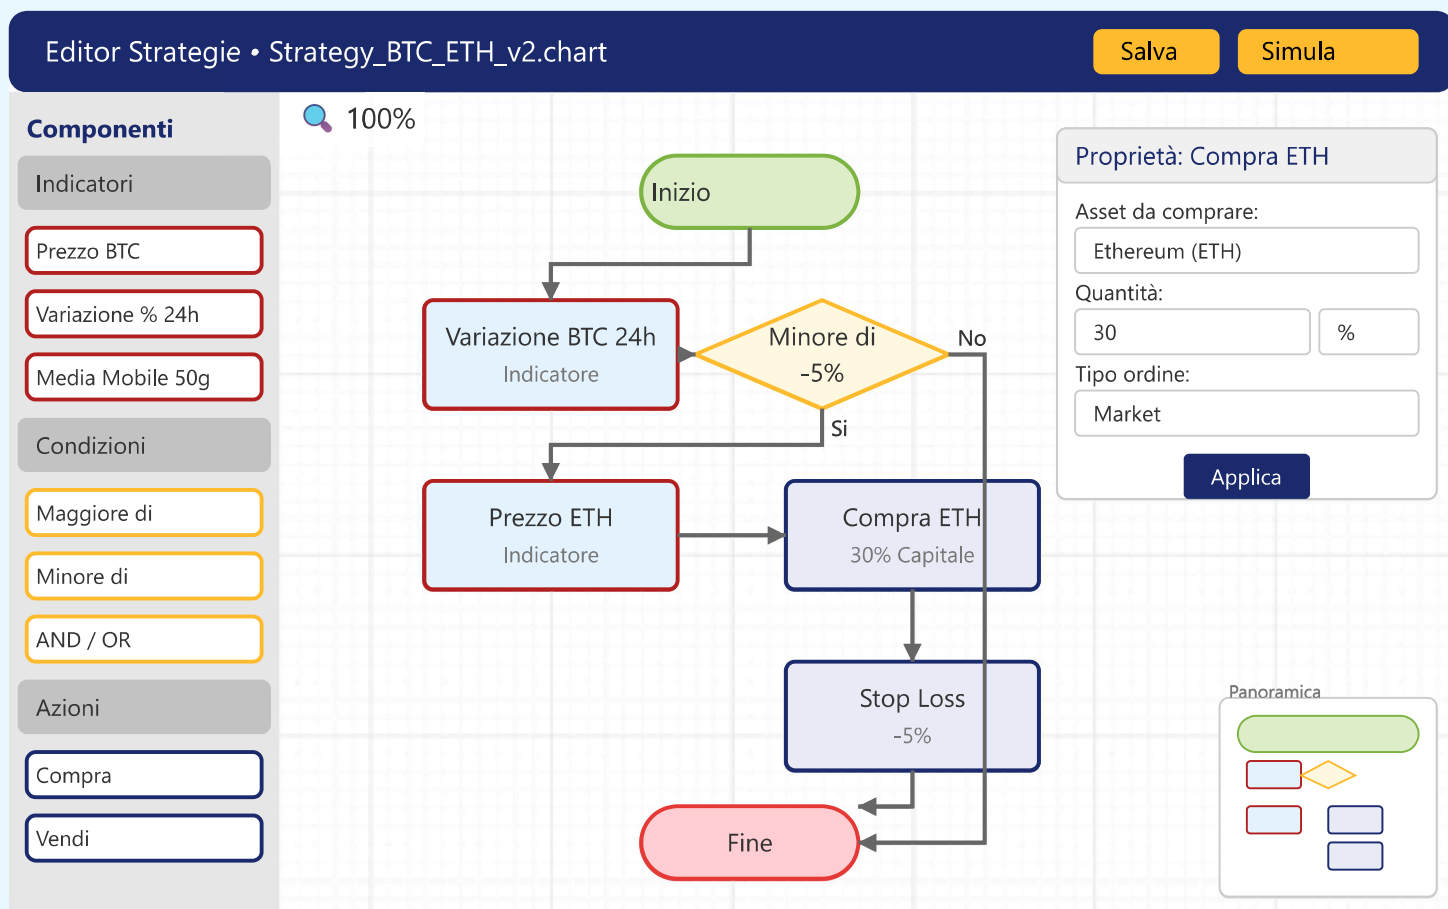 Editor Strategie • Strategy_BTC_ETH_v2.chart
Salva
Simula
Componenti
Indicatori
Prezzo BTC
Variazione % 24h
Media Mobile 50g
Condizioni
Maggiore di
Minore di
AND / OR
Azioni
Compra
Vendi
100%
Inizio
Variazione BTC 24h
Indicatore
Minore di
-5%
No
Si
Prezzo ETH
Indicatore
Compra ETH
30% Capitale
Stop Loss
-5%
Fine
Proprietà: Compra ETH
Asset da comprare:
Ethereum (ETH)
Quantità:
30
%
Tipo ordine:
Market
Applica
Panoramica